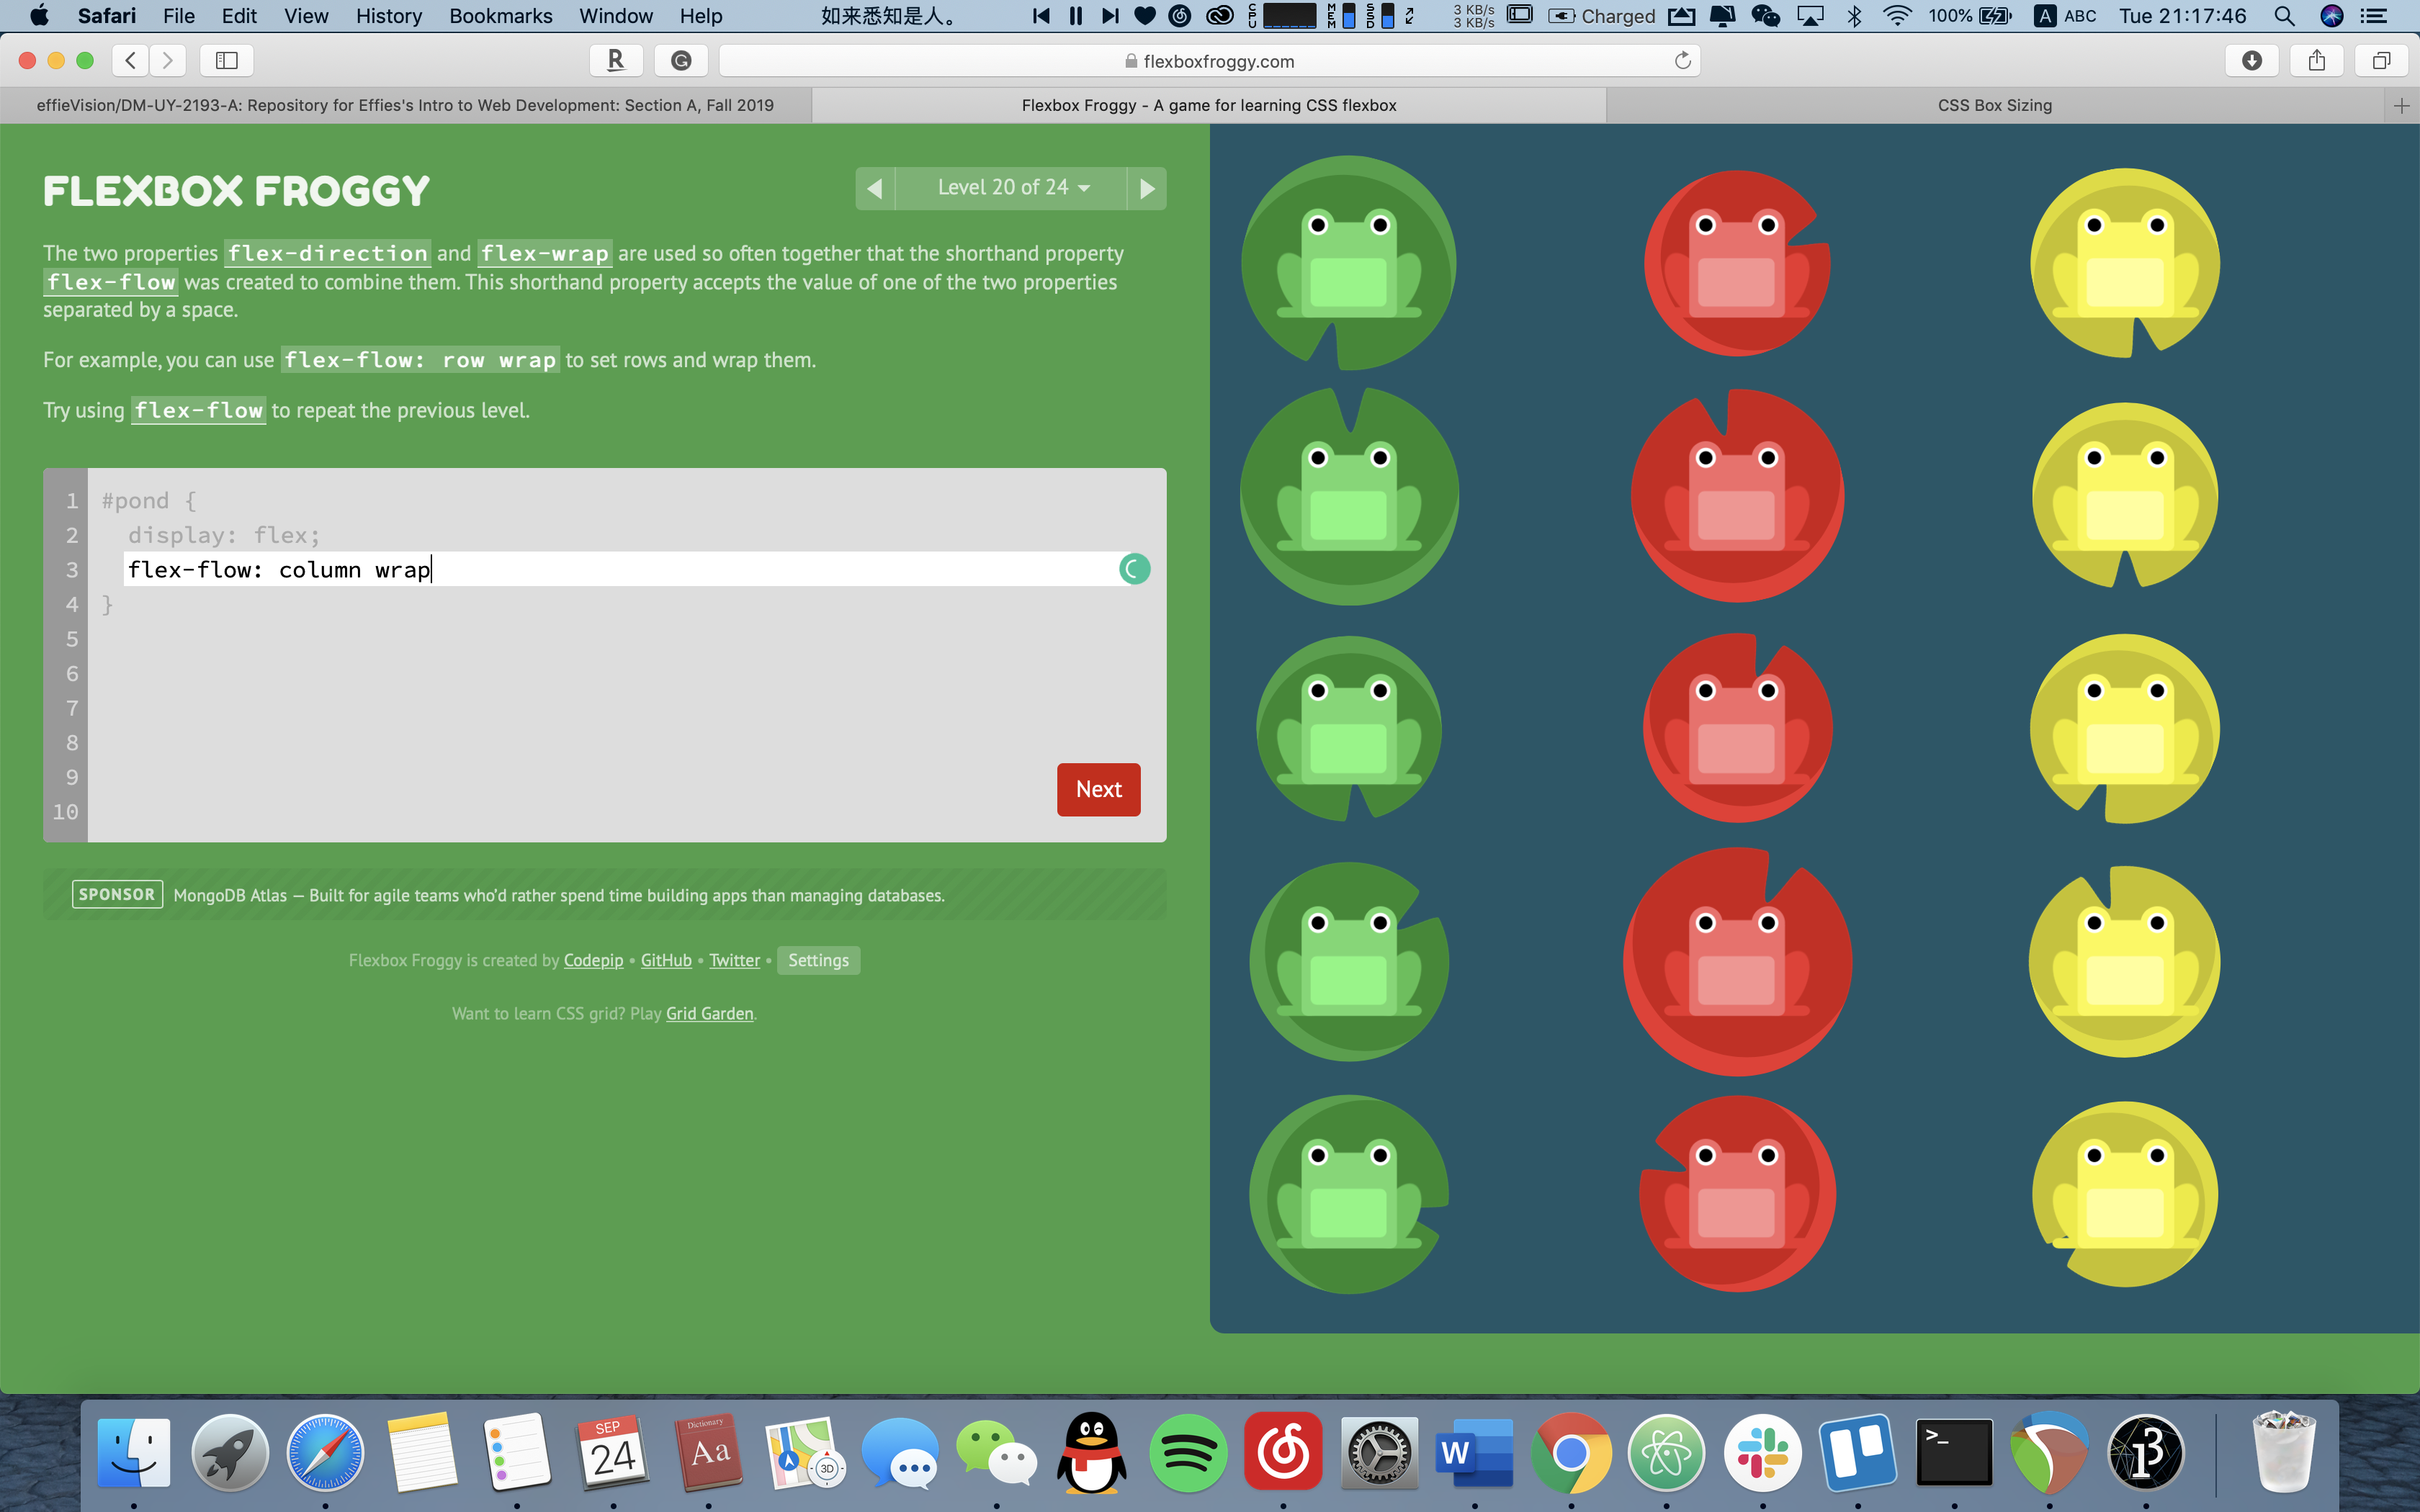 Safari File Edit View History Bookmarks Window Help 如来悉知是人。 CPU MEM SSD 3 KB/s 3 KB/s Charged 100% A ABC Tue 21:17:46
R G flexboxfroggy.com
effieVision/DM-UY-2193-A: Repository for Effies's Intro to Web Development: Section A, Fall 2019 Flexbox Froggy - A game for learning CSS flexbox CSS Box Sizing
FLEXBOX FROGGY
Level 20 of 24
The two properties flex-direction and flex-wrap are used so often together that the shorthand property
flex-flow was created to combine them. This shorthand property accepts the value of one of the two properties
separated by a space.
For example, you can use flex-flow: row wrap to set rows and wrap them.
Try using flex-flow to repeat the previous level.
1 #pond {
2 display: flex;
3 flex-flow: column wrap
4 }
5
6
7
8
9
10
Next
SPONSOR MongoDB Atlas — Built for agile teams who'd rather spend time building apps than managing databases.
Flexbox Froggy is created by Codepip • GitHub • Twitter • Settings
Want to learn CSS grid? Play Grid Garden.
SEP
24
Dictionary
Aa
3D
W
>_